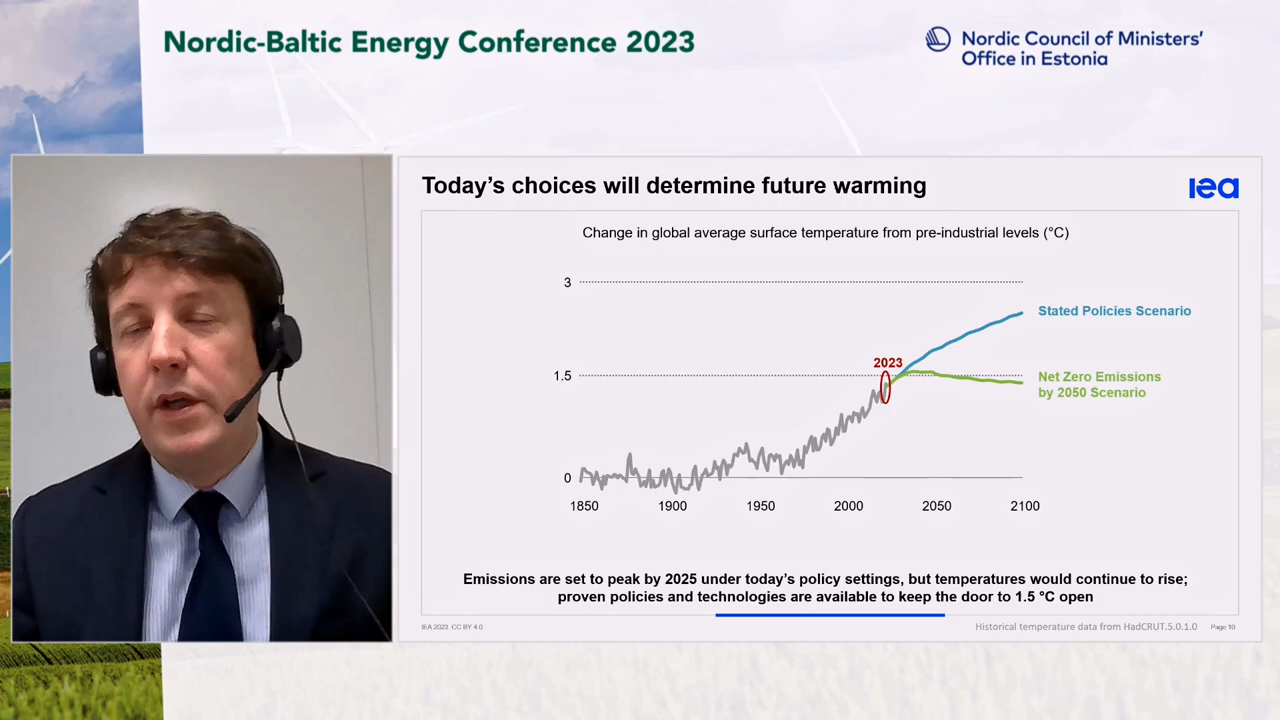 Nordic-Baltic Energy Conference 2023
Nordic Council of Ministers'
Office in Estonia
Today's choices will determine future warming
iea
Change in global average surface temperature from pre-industrial levels (°C)
3
Stated Policies Scenario
2023
1.5
Net Zero Emissions
by 2050 Scenario
0
1850 1900 1950 2000 2050 2100
Emissions are set to peak by 2025 under today's policy settings, but temperatures would continue to rise;
proven policies and technologies are available to keep the door to 1.5 °C open
IEA 2023. CC BY 4.0.
Historical temperature data from HadCRUT.5.0.1.0
Page 10